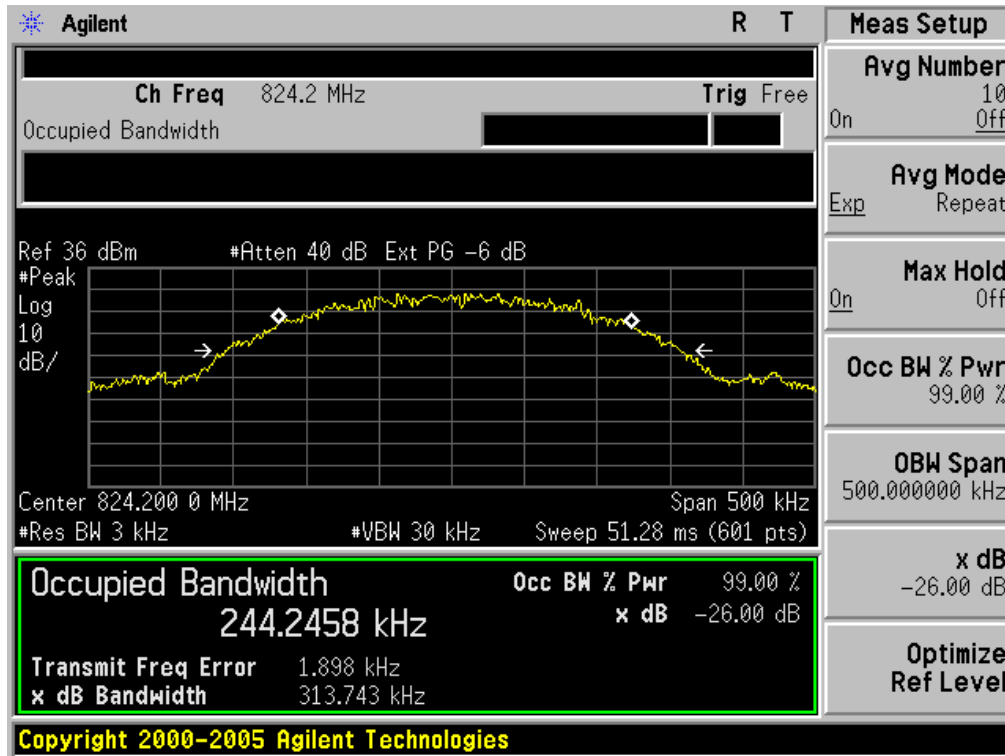 Agilent R T
Ch Freq 824.2 MHz Trig Free
Occupied Bandwidth
Ref 36 dBm #Atten 40 dB Ext PG -6 dB
#Peak
Log
10
dB/
Center 824.200 0 MHz Span 500 kHz
#Res BW 3 kHz #VBW 30 kHz Sweep 51.28 ms (601 pts)
Occupied Bandwidth Occ BW % Pwr 99.00 %
244.2458 kHz x dB -26.00 dB
Transmit Freq Error 1.898 kHz
x dB Bandwidth 313.743 kHz
Copyright 2000-2005 Agilent Technologies
Meas Setup
Avg Number
10
On Off
Avg Mode
Exp Repeat
Max Hold
On Off
Occ BW % Pwr
99.00 %
OBW Span
500.000000 kHz
x dB
-26.00 dB
Optimize
Ref Level